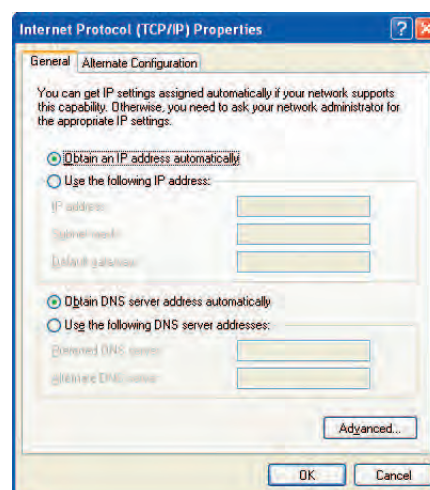 Internet Protocol (TCP/IP) Properties
General
Alternate Configuration
You can get IP settings assigned automatically if your network supports
this capability. Otherwise, you need to ask your network administrator for
the appropriate IP settings.
Obtain an IP address automatically
Use the following IP address:
IP address:
Subnet mask:
Default gateway:
Obtain DNS server address automatically
Use the following DNS server addresses:
Preferred DNS server:
Alternate DNS server:
Advanced...
OK
Cancel